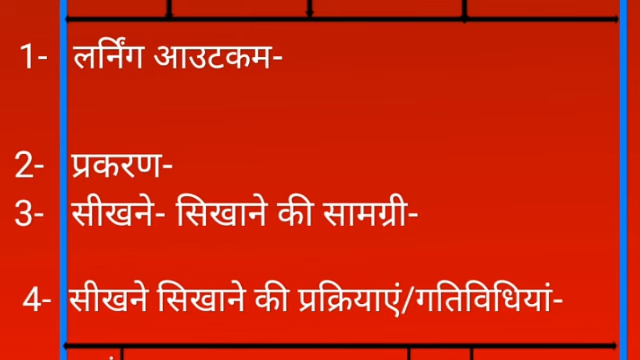 1- लर्निंग आउटकम-
2- प्रकरण-
3- सीखने- सिखाने की सामग्री-
4- सीखने सिखाने की प्रक्रियाएं/गतिविधियां-